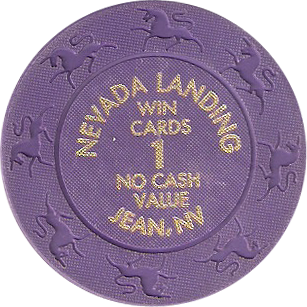 NEVADA LANDING
WIN
CARDS
1
NO CASH
VALUE
JEAN, NV